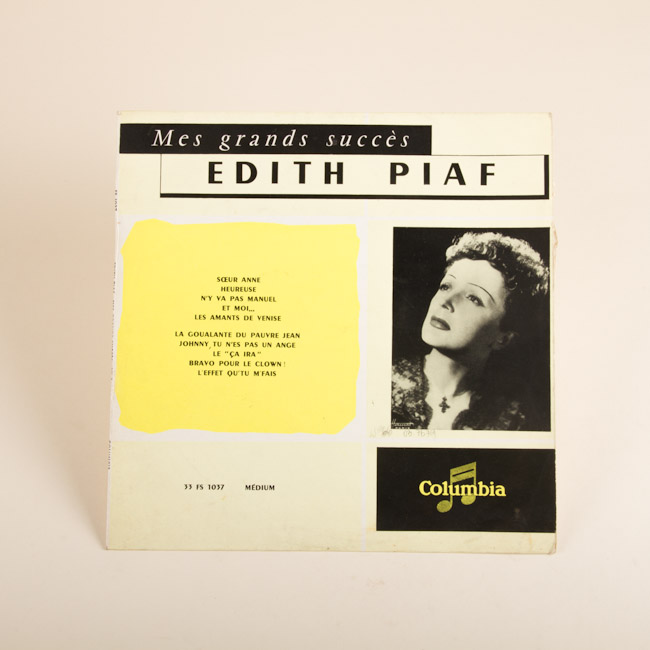 Mes grands succès
EDITH PIAF
SŒUR ANNE
HEUREUSE
N'Y VA PAS MANUEL
ET MOI...
LES AMANTS DE VENISE
LA GOUALANTE DU PAUVRE JEAN
JOHNNY, TU N'ES PAS UN ANGE
LE "ÇA IRA"
BRAVO POUR LE CLOWN !
L'EFFET QU'TU M'FAIS
33 FS 1037 MÉDIUM
Columbia